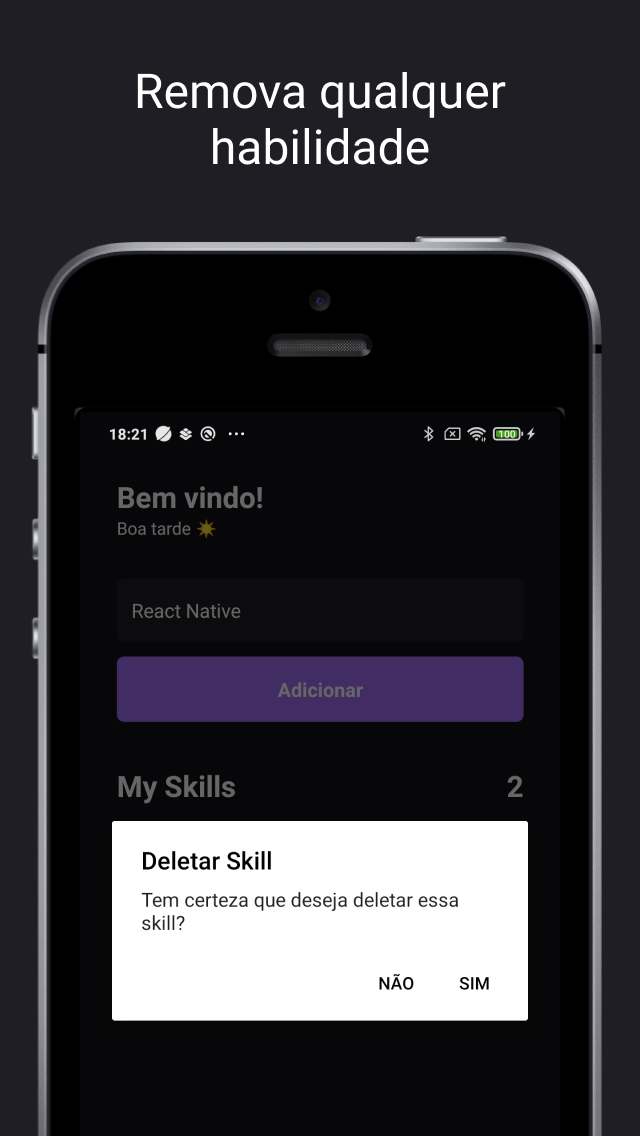 Remova qualquer
habilidade
18:21
100
Bem vindo!
Boa tarde
React Native
Adicionar
My Skills 2
Deletar Skill
Tem certeza que deseja deletar essa
skill?
NÃO SIM